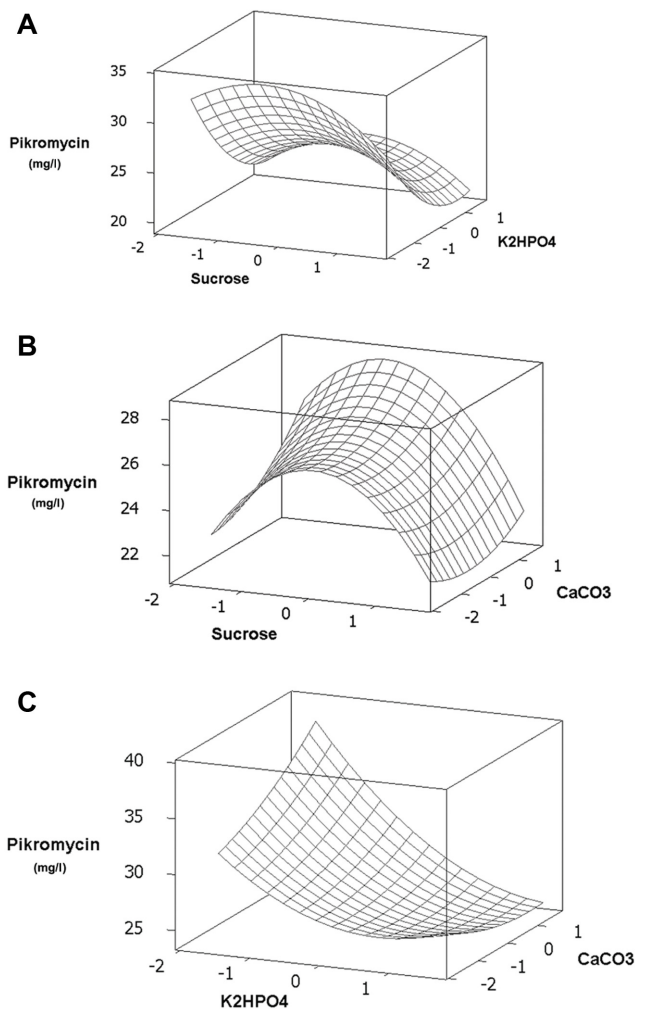 A
35
30
Pikromycin
(mg/l)
25
20
-2
-1
0
1
Sucrose
-2
-1
0
1
K2HPO4
B
28
26
Pikromycin
(mg/l)
24
22
-2
-1
0
1
Sucrose
-2
-1
0
1
CaCO3
C
40
35
Pikromycin
(mg/l)
30
25
-2
-1
0
1
K2HPO4
-2
-1
0
1
CaCO3